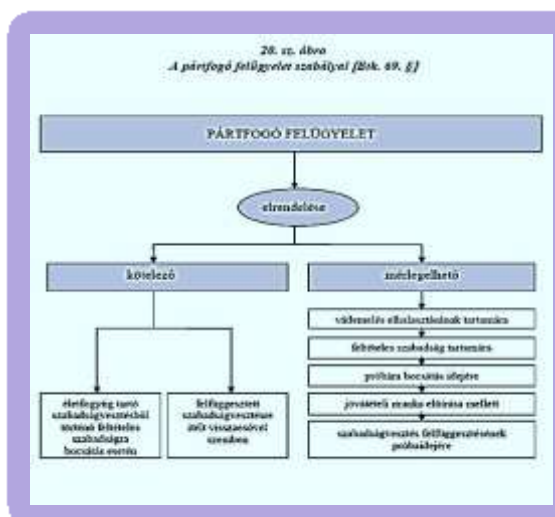 28. sz. ábra
A pártfogó felügyelet szabályai [Btk. 69. §]
PÁRTFOGÓ FELÜGYELET
elrendelése
kötelező
mérlegelhető
vádemelés elhalasztásának tartamára
feltételes szabadság tartamára
próbára bocsátás idejére
jóvátételi munka előírása mellett
szabadságvesztés felfüggesztésének
próbaidejére
életfogytig tartó
szabadságvesztésből
történő feltételes
szabadságra
bocsátás esetén
felfüggesztett
szabadságvesztésre
ítélt visszaesővel
szemben